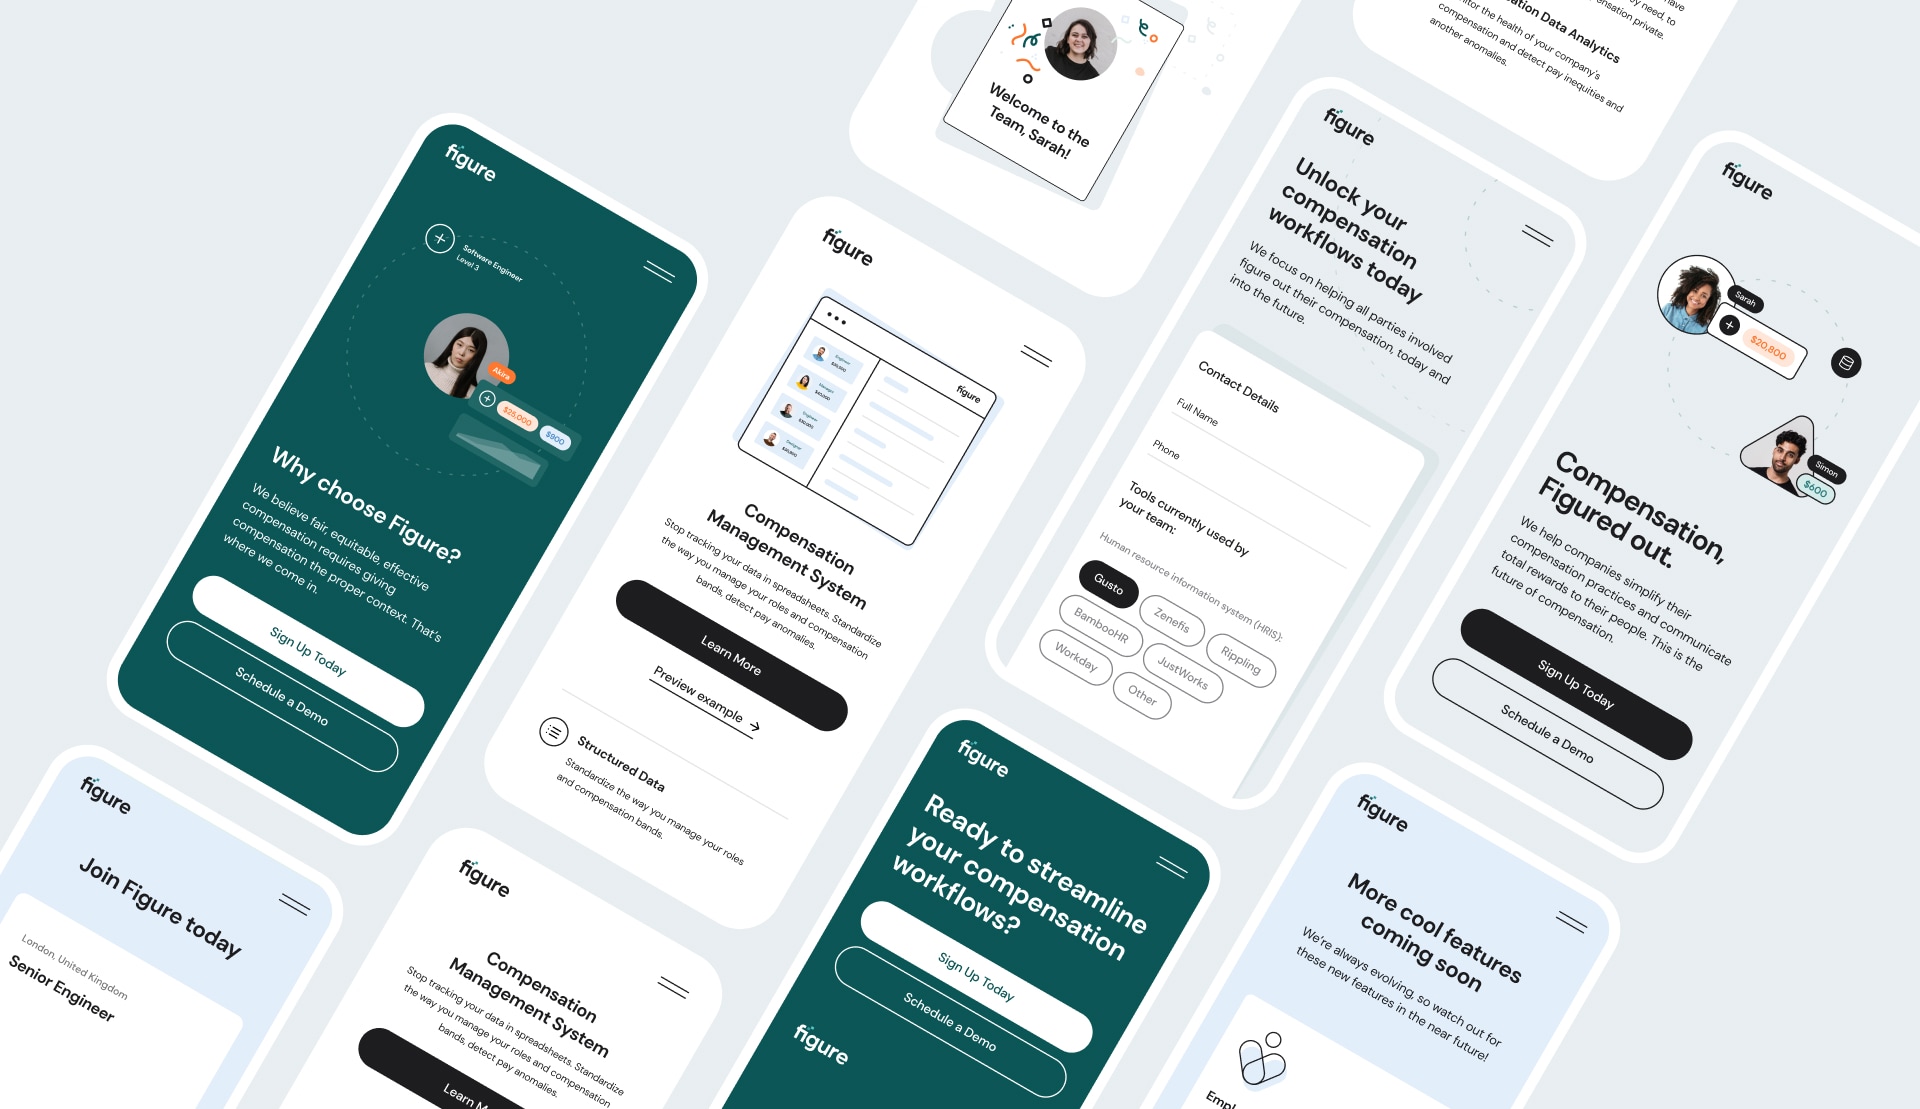 Welcome to the
Team, Sarah!
Data Analytics
the health of your company's
compensation and detect pay inequities and
another anomalies.
figure
Software Engineer
Level 3
Akira
$25,000
$900
Why choose Figure?
We believe fair, equitable, effective
compensation requires giving
compensation the proper context. That's
where we come in.
Sign Up Today
Schedule a Demo
figure
figure
Engineer
Manager
Engineer
Designer
Compensation
Management System
Stop tracking your data in spreadsheets. Standardize
the way you manage your roles and compensation
bands, detect pay anomalies.
Learn More
Preview example
Structured Data
Standardize the way you manage your roles
and compensation bands.
figure
Unlock your
compensation
workflows today
We focus on helping all parties involved
figure out their compensation, today and
into the future.
Contact Details
Full Name
Phone
Tools currently used by
your team:
Human resource information system (HRIS):
Gusto
Zenefis
Rippling
BambooHR
JustWorks
Workday
Other
figure
Sarah
$20,800
Simon
$600
Compensation,
Figured out.
We help companies simplify their
compensation practices and communicate
total rewards to their people. This is the
future of compensation.
Sign Up Today
Schedule a Demo
figure
Join Figure today
London, United Kingdom
Senior Engineer
figure
Compensation
Management System
Stop tracking your data in spreadsheets. Standardize
the way you manage your roles and compensation
bands, detect pay anomalies.
Learn M
figure
Ready to streamline
your compensation
workflows?
Sign Up Today
Schedule a Demo
figure
figure
More cool features
coming soon
We're always evolving, so watch out for
these new features in the near future!
Empl